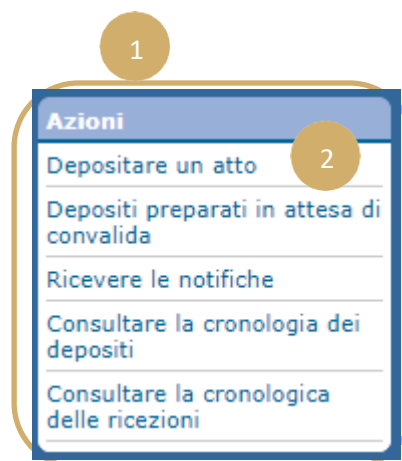 1
Azioni
2
Depositare un atto
Depositi preparati in attesa di
convalida
Ricevere le notifiche
Consultare la cronologia dei
depositi
Consultare la cronologica
delle ricezioni